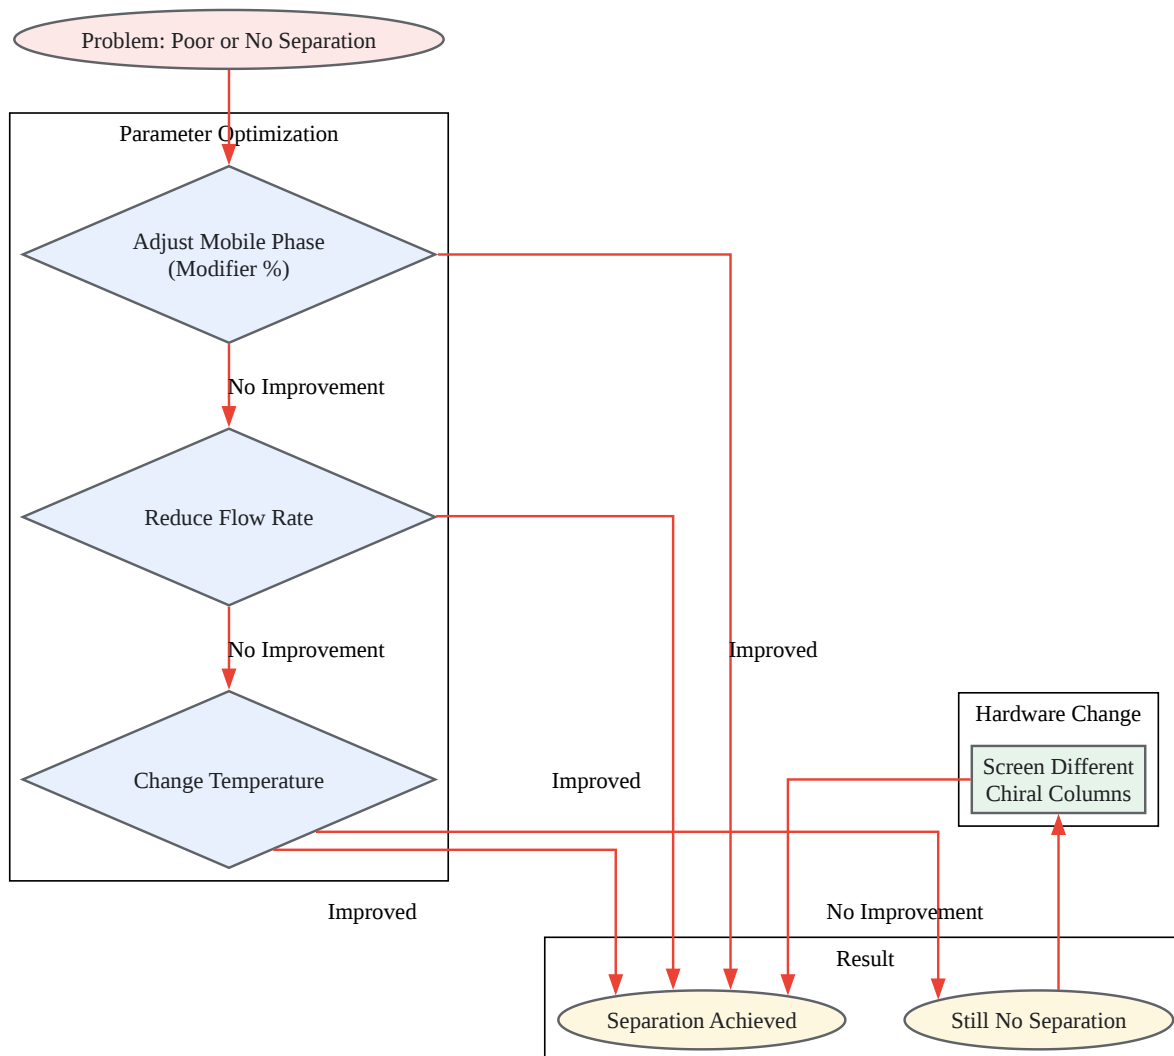 Problem: Poor or No Separation
Parameter Optimization
Adjust Mobile Phase
(Modifier %)
No Improvement
Reduce Flow Rate
No Improvement
Improved
Change Temperature
Improved
Hardware Change
Screen Different
Chiral Columns
Improved
No Improvement
Result
Separation Achieved
Still No Separation